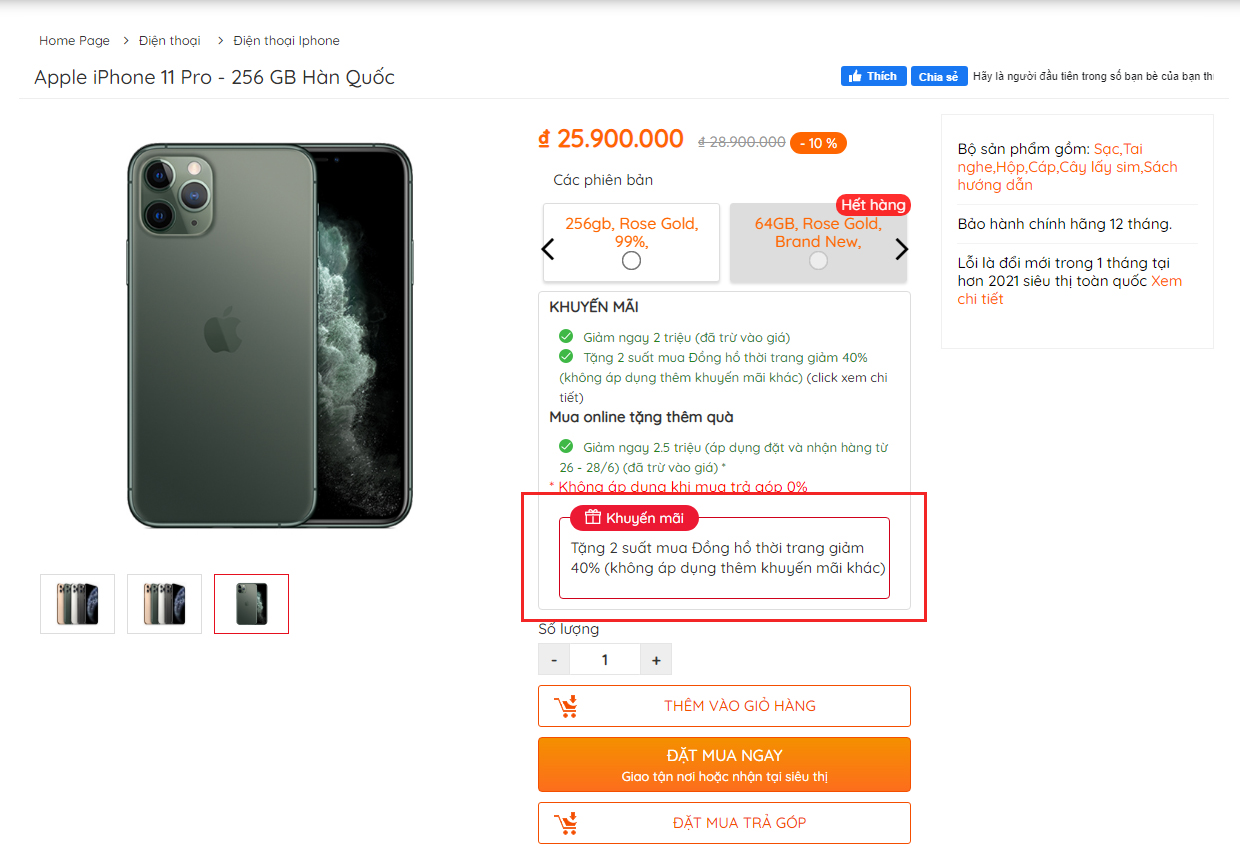 Home Page > Điện thoại > Điện thoại Iphone
Apple iPhone 11 Pro - 256 GB Hàn Quốc
Thích
Chia sẻ
Hãy là người đầu tiên trong số bạn bè của bạn th
₫ 25.900.000
₫ 28.900.000
- 10 %
Các phiên bản
256gb, Rose Gold,
99%,
Hết hàng
64GB, Rose Gold,
Brand New,
KHUYẾN MÃI
Giảm ngay 2 triệu (đã trừ vào giá)
Tặng 2 suất mua Đồng hồ thời trang giảm 40%
(không áp dụng thêm khuyến mãi khác) (click xem chi
tiết)
Mua online tặng thêm quà
Giảm ngay 2.5 triệu (áp dụng đặt và nhận hàng từ
26 - 28/6) (đã trừ vào giá) *
* Không áp dụng khi mua trả góp 0%
Khuyến mãi
Tặng 2 suất mua Đồng hồ thời trang giảm
40% (không áp dụng thêm khuyến mãi khác)
Số lượng
- 1 +
THÊM VÀO GIỎ HÀNG
ĐẶT MUA NGAY
Giao tận nơi hoặc nhận tại siêu thị
ĐẶT MUA TRẢ GÓP
Bộ sản phẩm gồm: Sạc,Tai
nghe,Hộp,Cáp,Cây lấy sim,Sách
hướng dẫn
Bảo hành chính hãng 12 tháng.
Lỗi là đổi mới trong 1 tháng tại
hơn 2021 siêu thị toàn quốc Xem
chi tiết